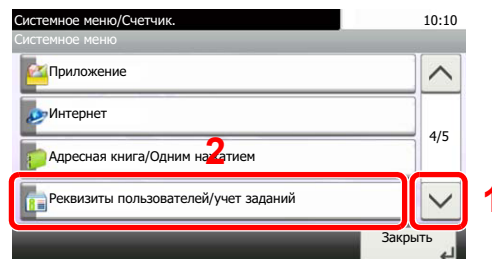 Системное меню/Счетчик. 10:10
Системное меню
Приложение
Интернет
4/5
2
Адресная книга/Одним нажатием
Реквизиты пользователей/учет заданий
1
Закрыть